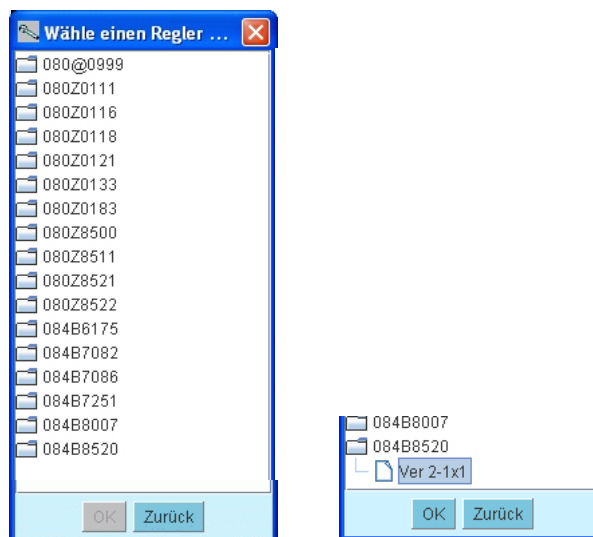 Wähle einen Regler ...
080@0999
080Z0111
080Z0116
080Z0118
080Z0121
080Z0133
080Z0183
080Z8500
080Z8511
080Z8521
080Z8522
084B6175
084B7082
084B7086
084B7251
084B8007
084B8520
OK Zurück
084B8007
084B8520
Ver 2-1x1
OK Zurück